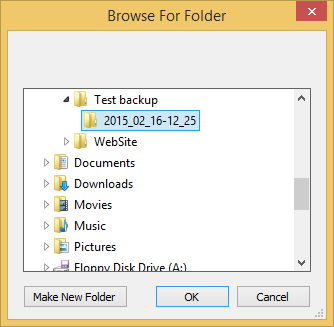 Browse For Folder
Test backup
2015_02_16-12_25
WebSite
Documents
Downloads
Movies
Music
Pictures
Floppy Disk Drive (A:)
Make New Folder
OK
Cancel